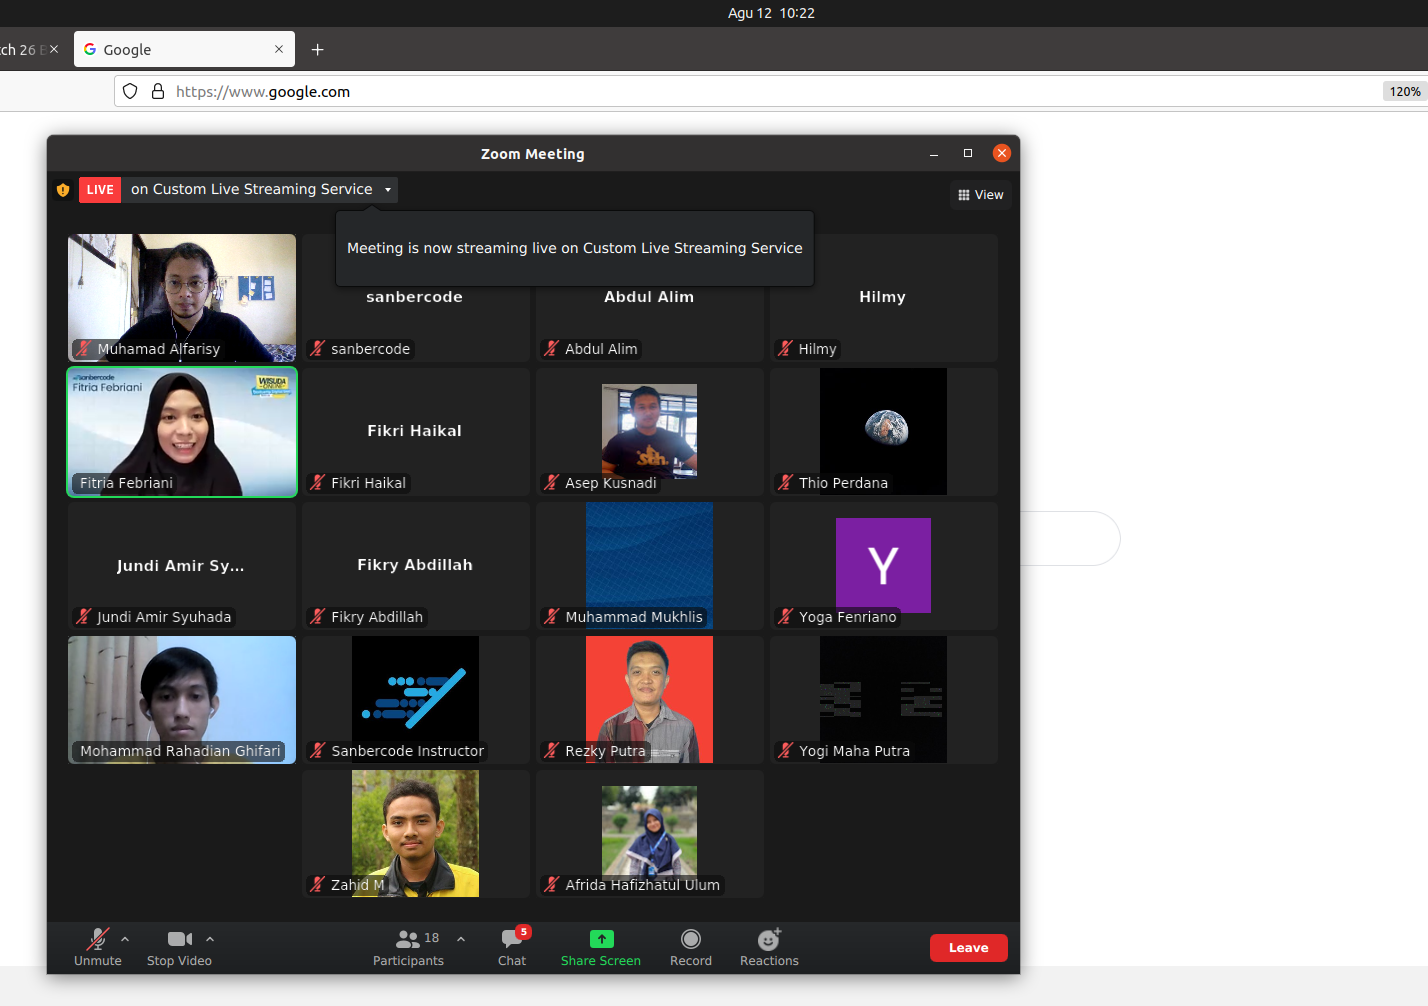 Agu 12 10:22
tch 26 B
Google
https://www.google.com
120%
Zoom Meeting
LIVE
on Custom Live Streaming Service
View
Meeting is now streaming live on Custom Live Streaming Service
Muhamad Alfarisy
sanbercode
sanbercode
Abdul Alim
Abdul Alim
Hilmy
Hilmy
sanbercode
Fitria Febriani
WISUDA
ONLINE
Fitria Febriani
Fikri Haikal
Fikri Haikal
Asep Kusnadi
Thio Perdana
Jundi Amir Sy...
Jundi Amir Syuhada
Fikry Abdillah
Fikry Abdillah
Muhammad Mukhlis
Y
Yoga Fenriano
Mohammad Rahadian Ghifari
Sanbercode Instructor
Rezky Putra
Yogi Maha Putra
Zahid M
Afrida Hafizhatul Ulum
Unmute
Stop Video
18
Participants
5
Chat
Share Screen
Record
Reactions
Leave